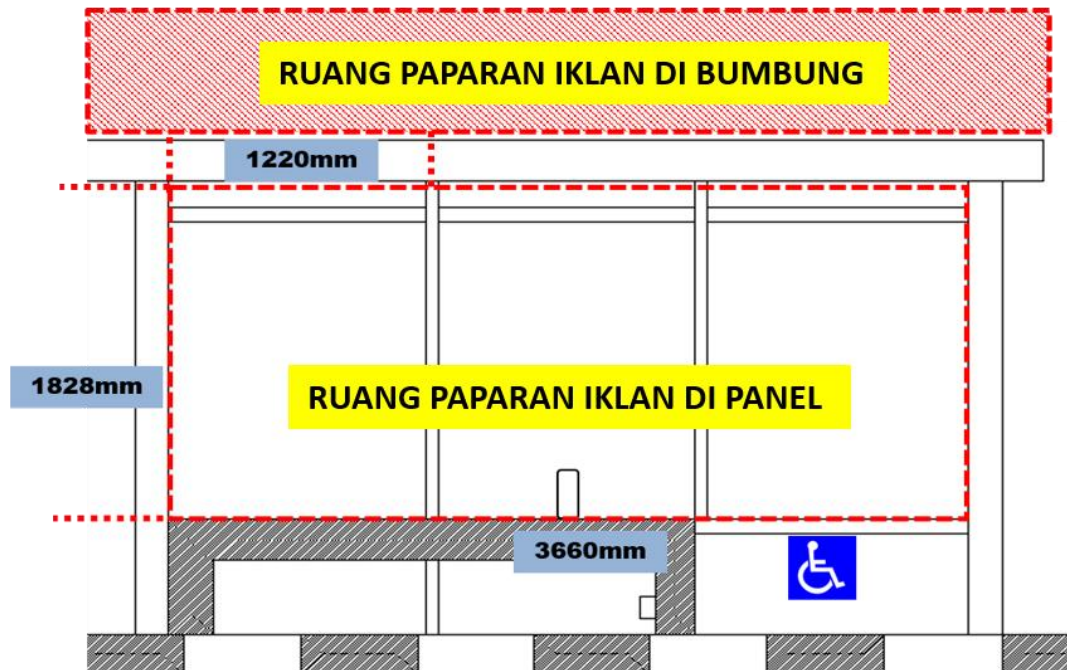 RUANG PAPARAN IKLAN DI BUMBUNG
1220mm
1828mm
RUANG PAPARAN IKLAN DI PANEL
3660mm